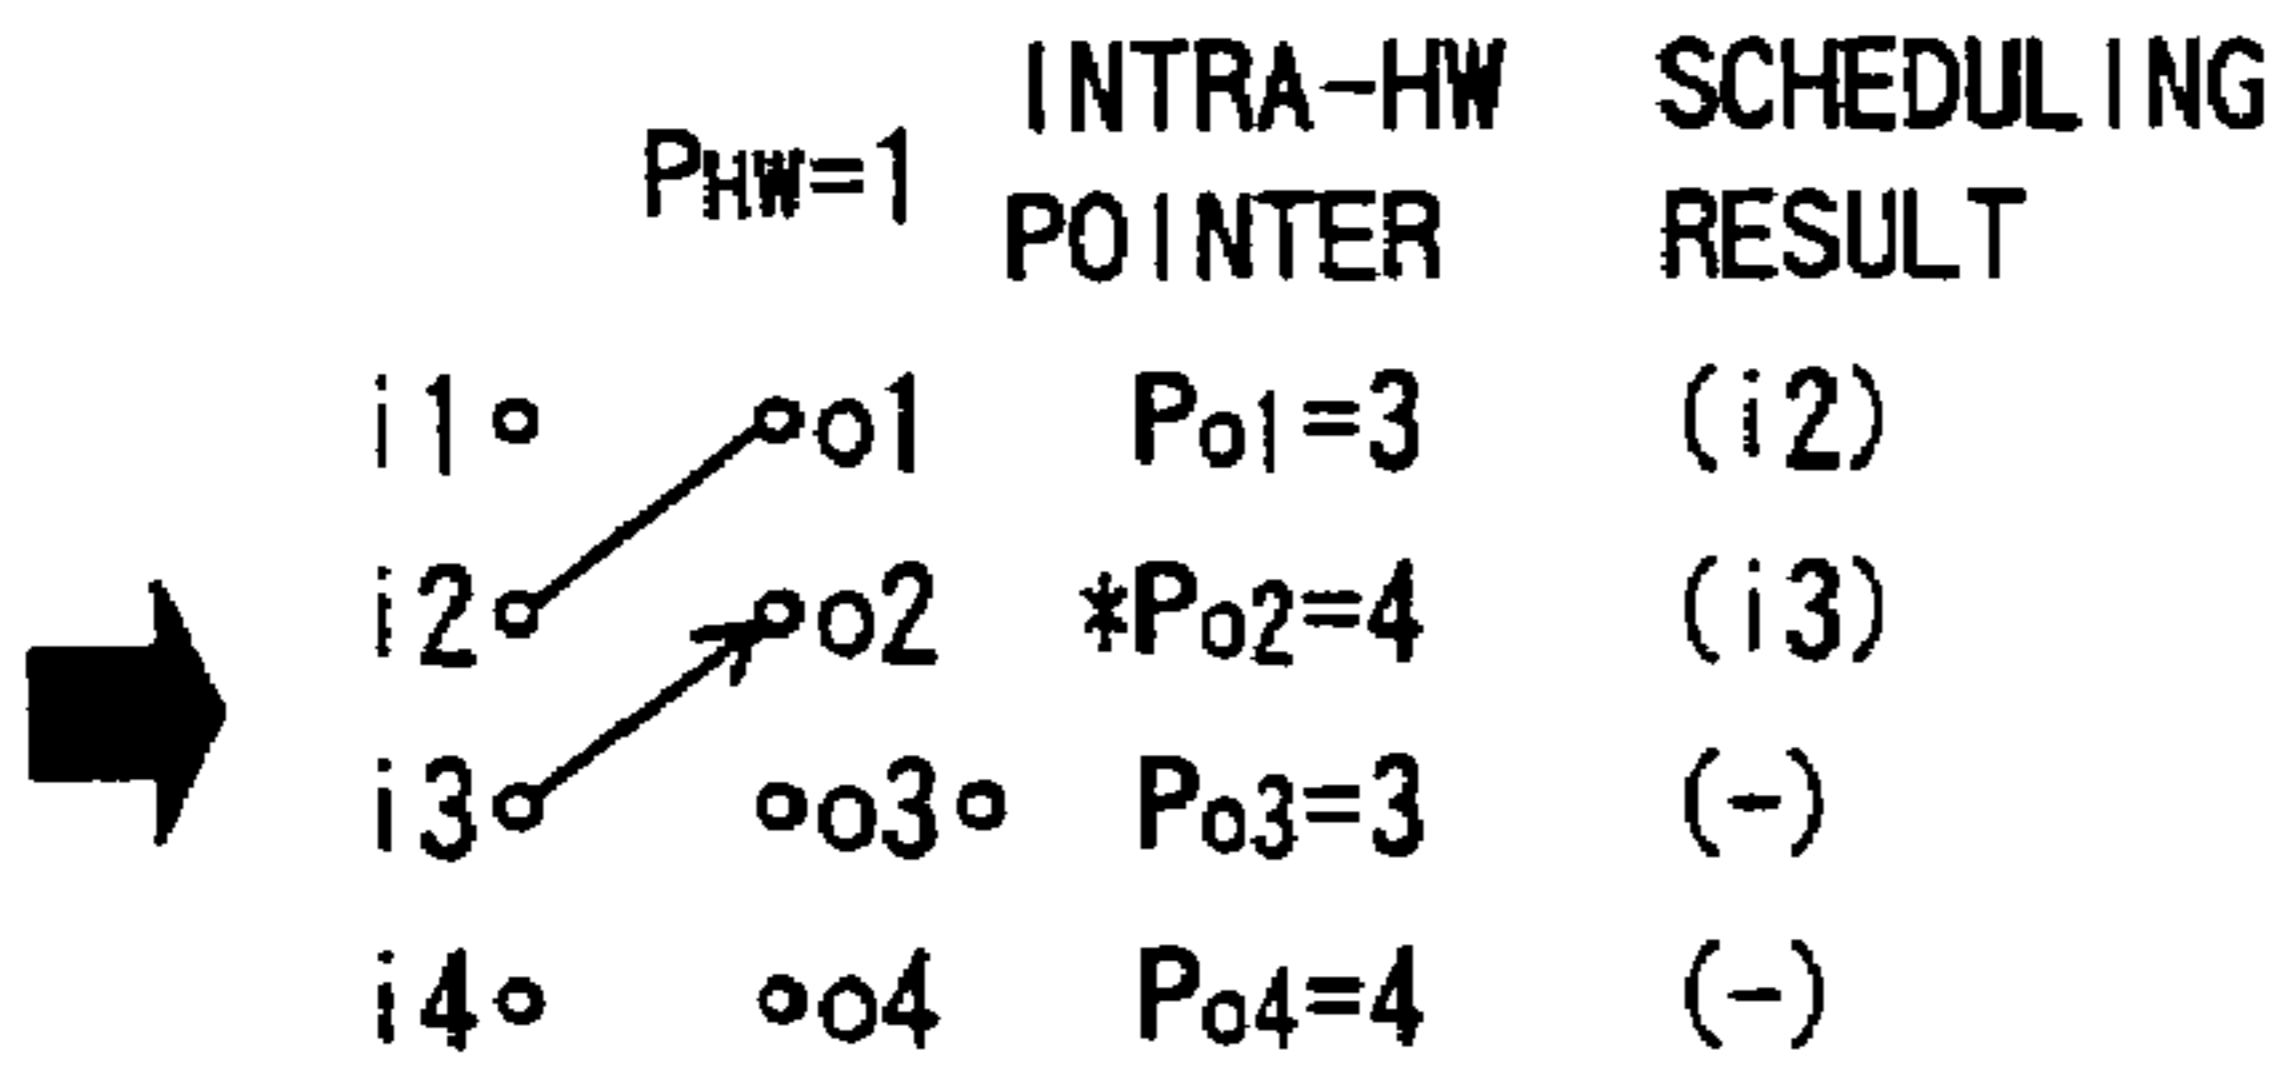 PHW=1 INTRA-HW POINTER SCHEDULING RESULT
i1 o1 Po1=3 (i2)
i2 o2 *Po2=4 (i3)
i3 o3 Po3=3 (-)
i4 o4 Po4=4 (-)